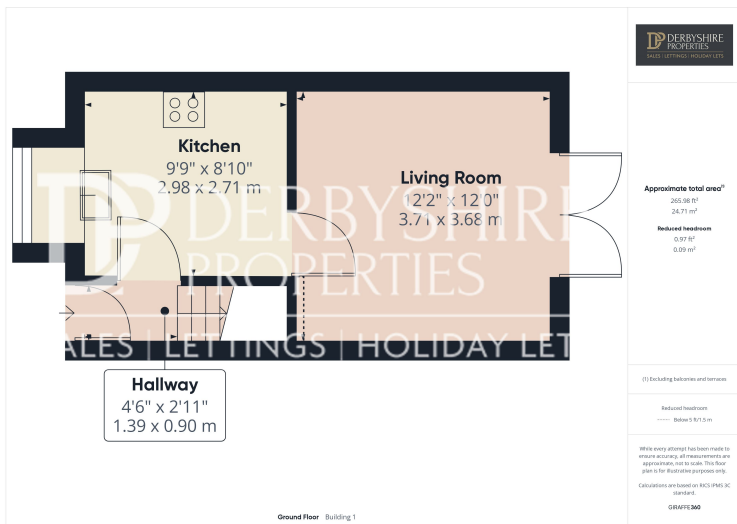 DERBYSHIRE
PROPERTIES
SALES | LETTINGS | HOLIDAY LETS
Kitchen
9'9" x 8'10"
2.98 x 2.71 m
Living Room
12'2" x 12'0"
3.71 x 3.68 m
DERBYSHIRE
PROPERTIES
ALES | LETTINGS | HOLIDAY LET
Hallway
4'6" x 2'11"
1.39 x 0.90 m
Approximate total area⁽¹⁾
265.98 ft²
24.71 m²
Reduced headroom
0.97 ft²
0.09 m²
(1) Excluding balconies and terraces
Reduced headroom
Below 5 ft/1.5 m
While every attempt has been made to
ensure accuracy, all measurements are
approximate, not to scale. This floor
plan is for illustrative purposes only.
Calculations are based on RICS IPMS 3C
standard.
GIRAFFE360
Ground Floor Building 1